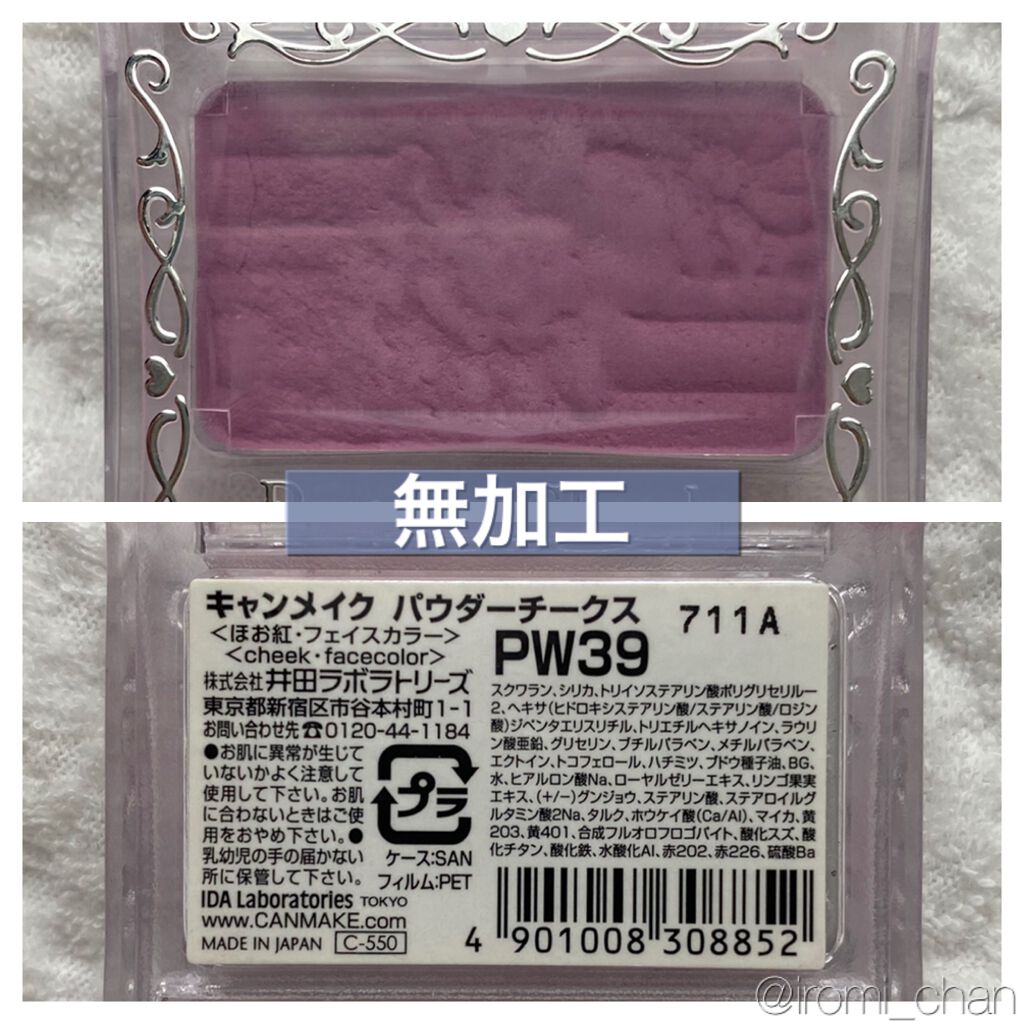 無加工
キャンメイク パウダーチークス
<ほお紅・フェイスカラー>
<cheek・facecolor>
株式会社 井田ラボラトリーズ
東京都新宿区市谷本村町1-1
お問い合わせ先☎0120-44-1184
●お肌に異常が生じて
いないかよく注意して
使用して下さい。お肌
に合わないときはご使
用をおやめ下さい。●
乳幼児の手の届かない
所に保管して下さい。
プラ
ケース:SAN
フィルム:PET
IDA Laboratories TOKYO
www.CANMAKE.com
MADE IN JAPAN C-550
PW39
711A
スクワラン、シリカ、トリイソステアリン酸ポリグリセリル-
2、ヘキサ(ヒドロキシステアリン酸/ステアリン酸/ロジン
酸)ジペンタエリスリチル、トリエチルヘキサノイン、ラウリ
ン酸亜鉛、グリセリン、ブチルパラベン、メチルパラベン、
エクトイン、トコフェロール、ハチミツ、ブドウ種子油、BG、
水、ヒアルロン酸Na、ローヤルゼリーエキス、リンゴ果実
エキス、(+/-)グンジョウ、ステアリン酸、ステアロイルグ
ルタミン酸2Na、タルク、ホウケイ酸(Ca/Al)、マイカ、黄
203、黄401、合成フルオロフロゴパイト、酸化スズ、酸
化チタン、酸化鉄、水酸化Al、赤202、赤226、硫酸Ba
4 901008 308852
@iromi_chan